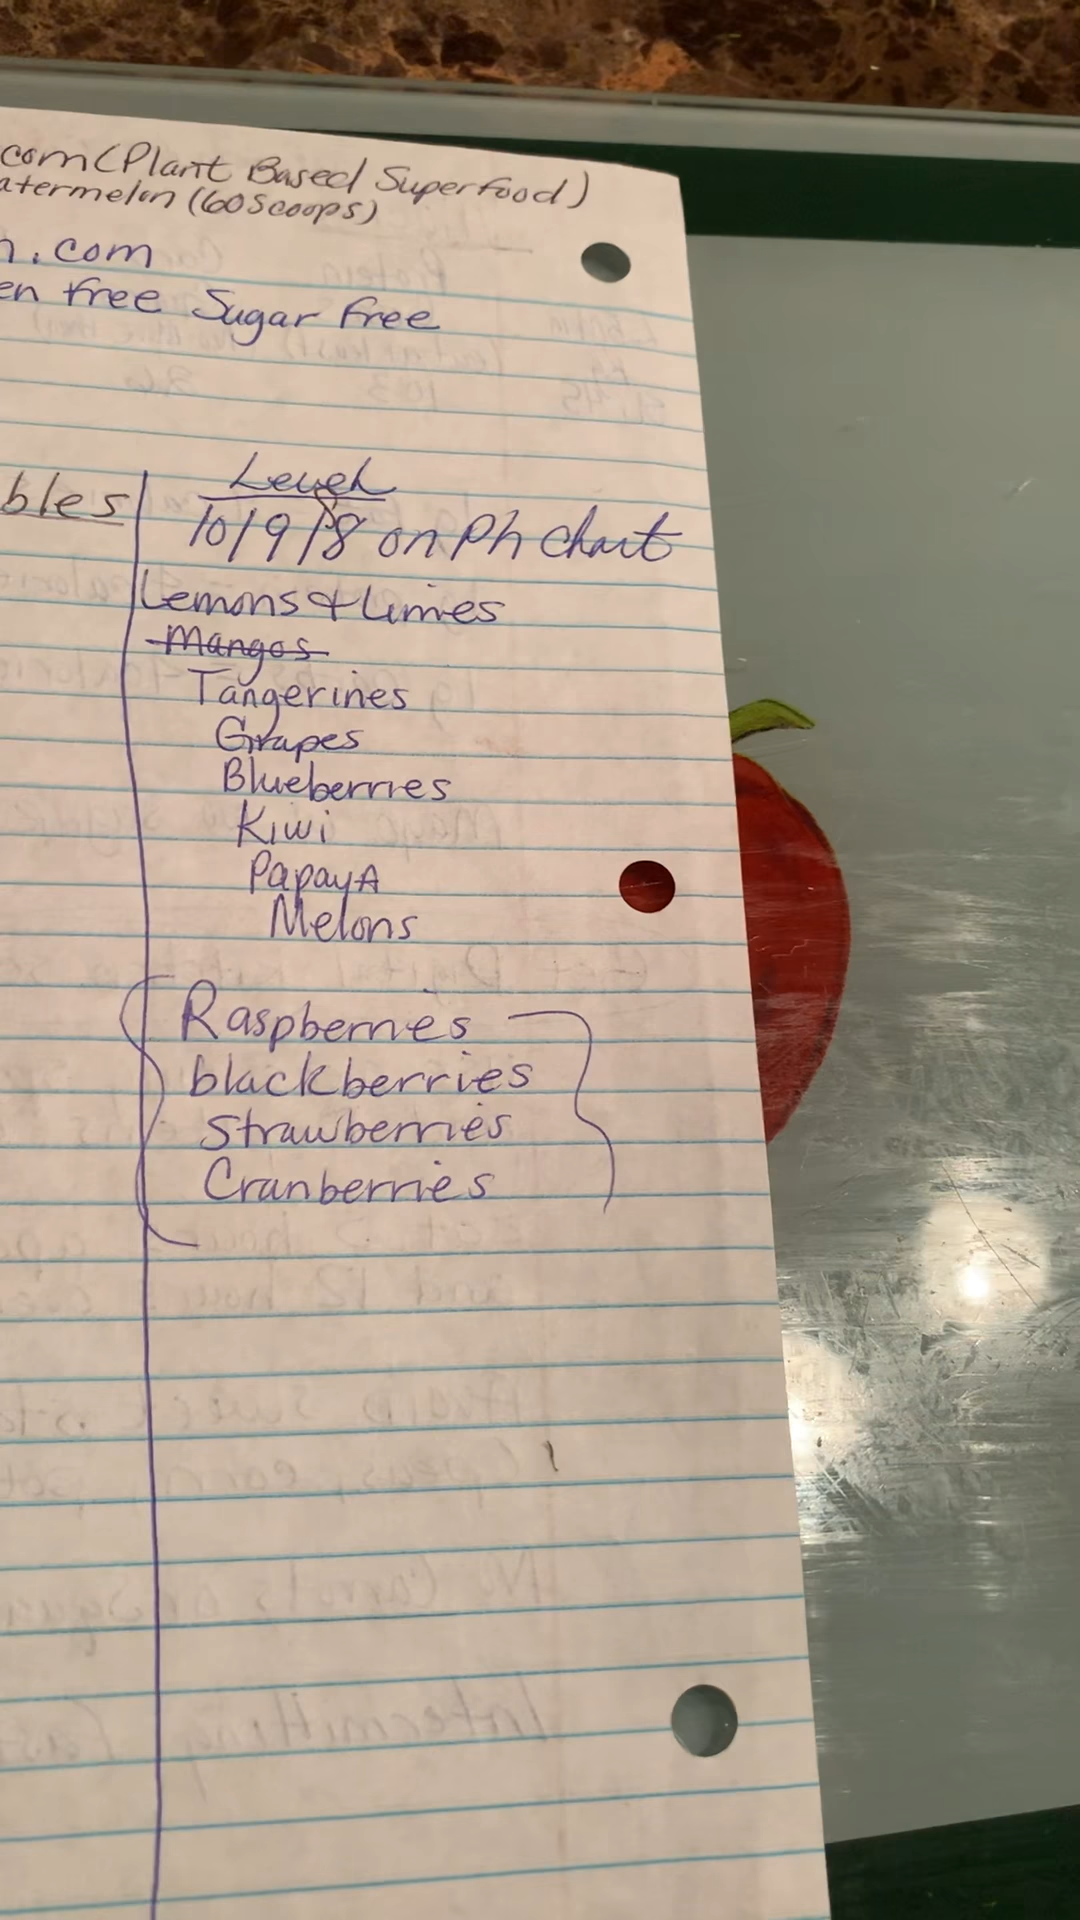 com (Plant Based Superfood)
atermelon (60 scoops)
n.com
en free Sugar Free
bles
Level
10/9/8 on Ph chart
Lemons & Limes
Mangos
Tangerines
Grapes
Blueberries
Kiwi
PapayA
Melons
Raspberries
blackberries
Strawberries
Cranberries